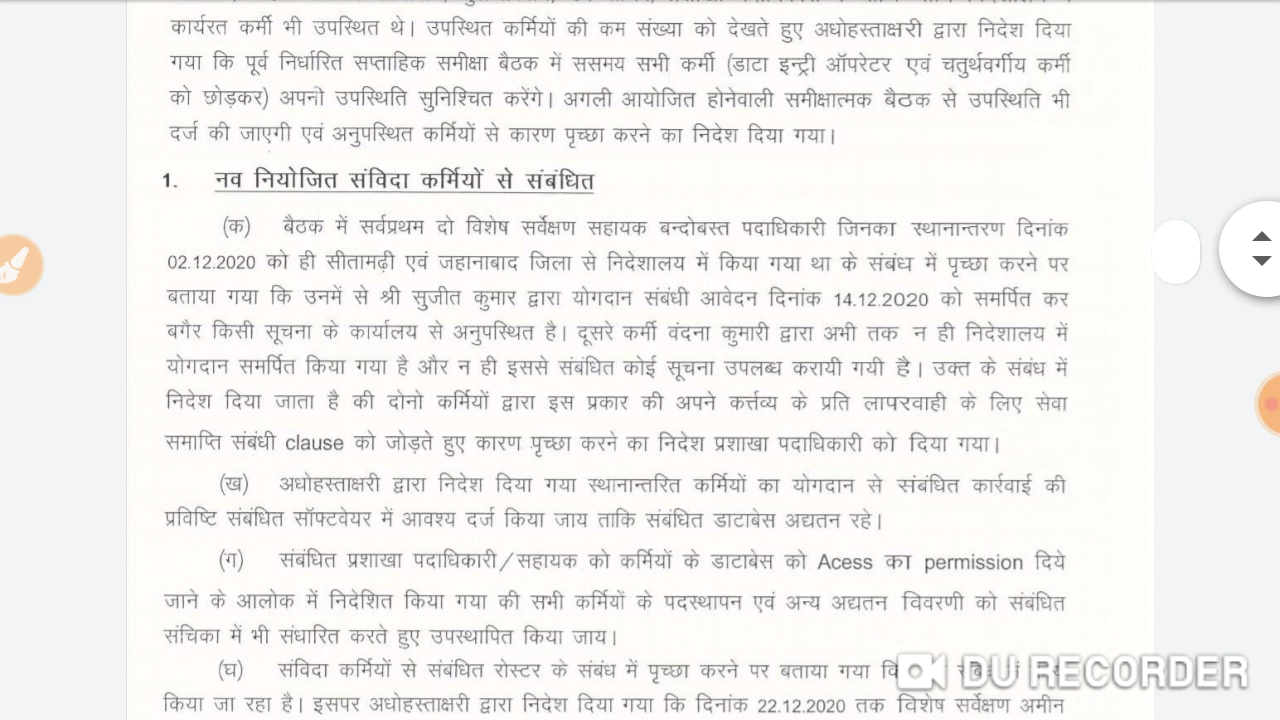 कार्यरत कर्मी भी उपस्थित थे। उपस्थित कर्मियों की कम संख्या को देखते हुए अधोहस्ताक्षरी द्वारा निदेश दिया
गया कि पूर्व निर्धारित सप्ताहिक समीक्षा बैठक में ससमय सभी कर्मी (डाटा इन्ट्री ऑपरेटर एवं चतुर्थवर्गीय कर्मी
को छोड़कर) अपनी उपस्थिति सुनिश्चित करेंगे। अगली आयोजित होनेवाली समीक्षात्मक बैठक से उपस्थिति भी
दर्ज की जाएगी एवं अनुपस्थित कर्मियों से कारण पृच्छा करने का निदेश दिया गया।
1. नव नियोजित संविदा कर्मियों से संबंधित
(क) बैठक में सर्वप्रथम दो विशेष सर्वेक्षण सहायक बन्दोबस्त पदाधिकारी जिनका स्थानान्तरण दिनांक
02.12.2020 को ही सीतामढ़ी एवं जहानाबाद जिला से निदेशालय में किया गया था के संबंध में पृच्छा करने पर
बताया गया कि उनमें से श्री सुजीत कुमार द्वारा योगदान संबंधी आवेदन दिनांक 14.12.2020 को समर्पित कर
बगैर किसी सूचना के कार्यालय से अनुपस्थित है। दूसरे कर्मी वंदना कुमारी द्वारा अभी तक न ही निदेशालय में
योगदान समर्पित किया गया है और न ही इससे संबंधित कोई सूचना उपलब्ध करायी गयी है। उक्त के संबंध में
निदेश दिया जाता है की दोनो कर्मियों द्वारा इस प्रकार की अपने कर्त्तव्य के प्रति लापरवाही के लिए सेवा
समाप्ति संबंधी clause को जोड़ते हुए कारण पृच्छा करने का निदेश प्रशाखा पदाधिकारी को दिया गया।
(ख) अधोहस्ताक्षरी द्वारा निदेश दिया गया स्थानान्तरित कर्मियों का योगदान से संबंधित कार्रवाई की
प्रविष्टि संबंधित सॉफ्टवेयर में आवश्य दर्ज किया जाय ताकि संबंधित डाटाबेस अद्यतन रहे।
(ग) संबंधित प्रशाखा पदाधिकारी/सहायक को कर्मियों के डाटाबेस को Acess का permission दिये
जाने के आलोक में निदेशित किया गया की सभी कर्मियों के पदस्थापन एवं अन्य अद्यतन विवरणी को संबंधित
संचिका में भी संधारित करते हुए उपस्थापित किया जाय।
(घ) संविदा कर्मियों से संबंधित रोस्टर के संबंध में पृच्छा करने पर बताया गया DU RECORDER
किया जा रहा है। इसपर अधोहस्ताक्षरी द्वारा निदेश दिया गया कि दिनांक 22.12.2020 तक विशेष सर्वेक्षण अमीन